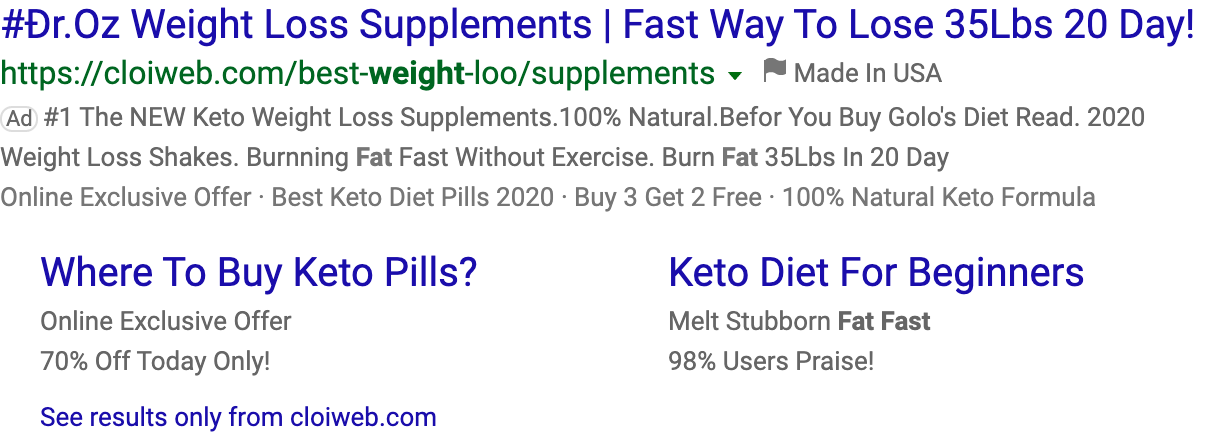 #Đr.Oz Weight Loss Supplements | Fast Way To Lose 35Lbs 20 Day!
https://cloiweb.com/best-weight-loo/supplements Made In USA
Ad #1 The NEW Keto Weight Loss Supplements.100% Natural.Befor You Buy Golo's Diet Read. 2020
Weight Loss Shakes. Burnning Fat Fast Without Exercise. Burn Fat 35Lbs In 20 Day
Online Exclusive Offer · Best Keto Diet Pills 2020 · Buy 3 Get 2 Free · 100% Natural Keto Formula
Where To Buy Keto Pills?
Online Exclusive Offer
70% Off Today Only!
Keto Diet For Beginners
Melt Stubborn Fat Fast
98% Users Praise!
See results only from cloiweb.com